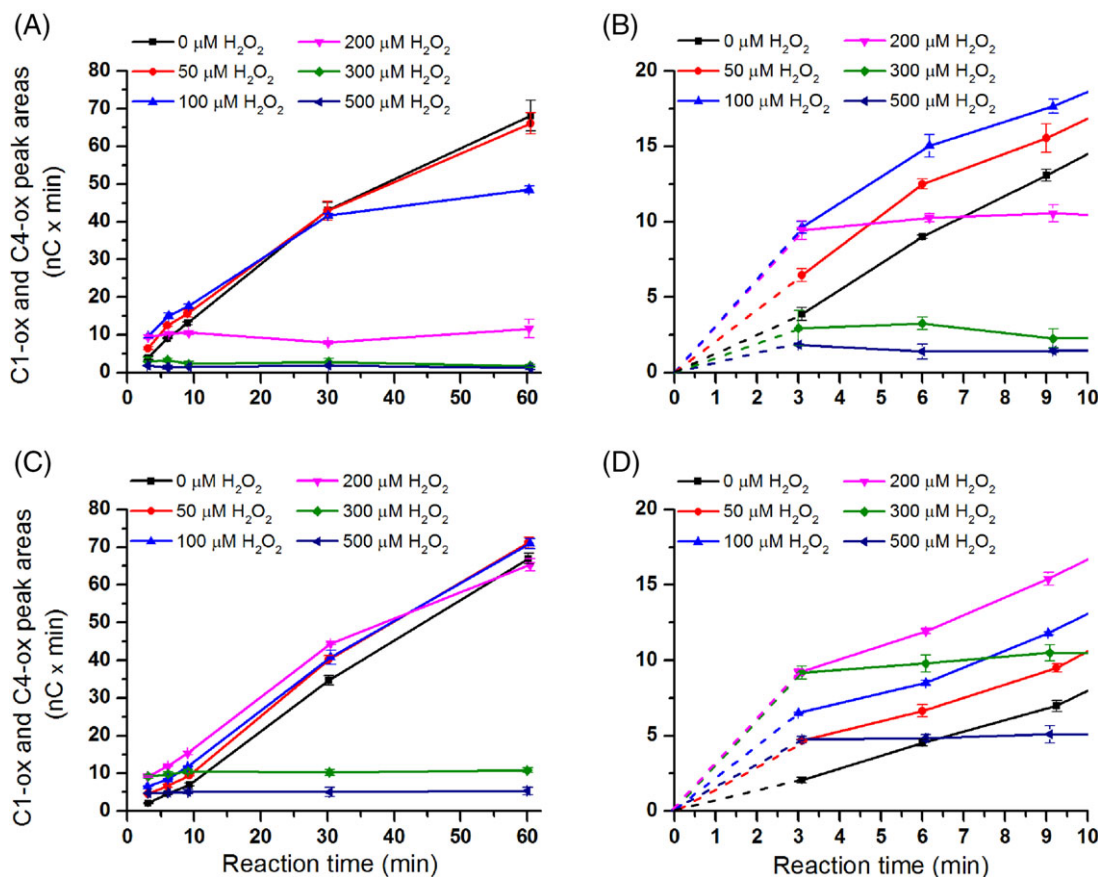 (A)
0 μM H₂O₂ 200 μM H₂O₂
50 μM H₂O₂ 300 μM H₂O₂
100 μM H₂O₂ 500 μM H₂O₂
C1-ox and C4-ox peak areas
(nC x min)
80
70
60
50
40
30
20
10
0
0 10 20 30 40 50 60
(B)
0 μM H₂O₂ 200 μM H₂O₂
50 μM H₂O₂ 300 μM H₂O₂
100 μM H₂O₂ 500 μM H₂O₂
20
15
10
5
0
0 1 2 3 4 5 6 7 8 9 10
(C)
0 μM H₂O₂ 200 μM H₂O₂
50 μM H₂O₂ 300 μM H₂O₂
100 μM H₂O₂ 500 μM H₂O₂
C1-ox and C4-ox peak areas
(nC x min)
80
70
60
50
40
30
20
10
0
0 10 20 30 40 50 60
Reaction time (min)
(D)
0 μM H₂O₂ 200 μM H₂O₂
50 μM H₂O₂ 300 μM H₂O₂
100 μM H₂O₂ 500 μM H₂O₂
20
15
10
5
0
0 1 2 3 4 5 6 7 8 9 10
Reaction time (min)